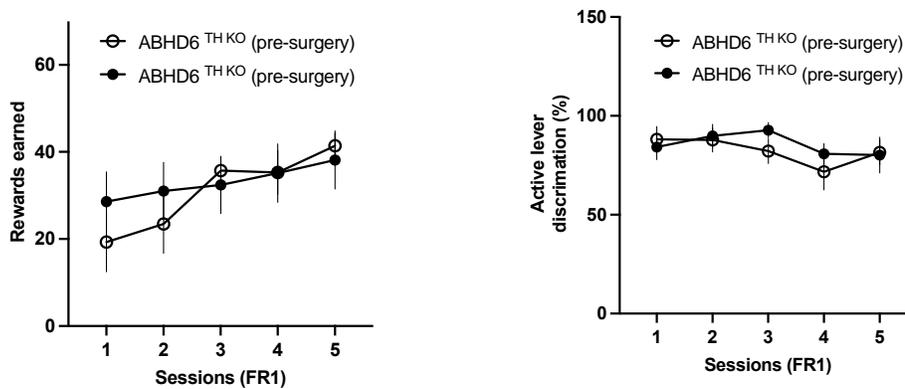 ABHD6 TH KO (pre-surgery)
ABHD6 TH KO (pre-surgery)
60
40
20
0
Rewards earned
1 2 3 4 5
Sessions (FR1)
ABHD6 TH KO (pre-surgery)
ABHD6 TH KO (pre-surgery)
150
100
50
0
Active lever
discrimation (%)
1 2 3 4 5
Sessions (FR1)